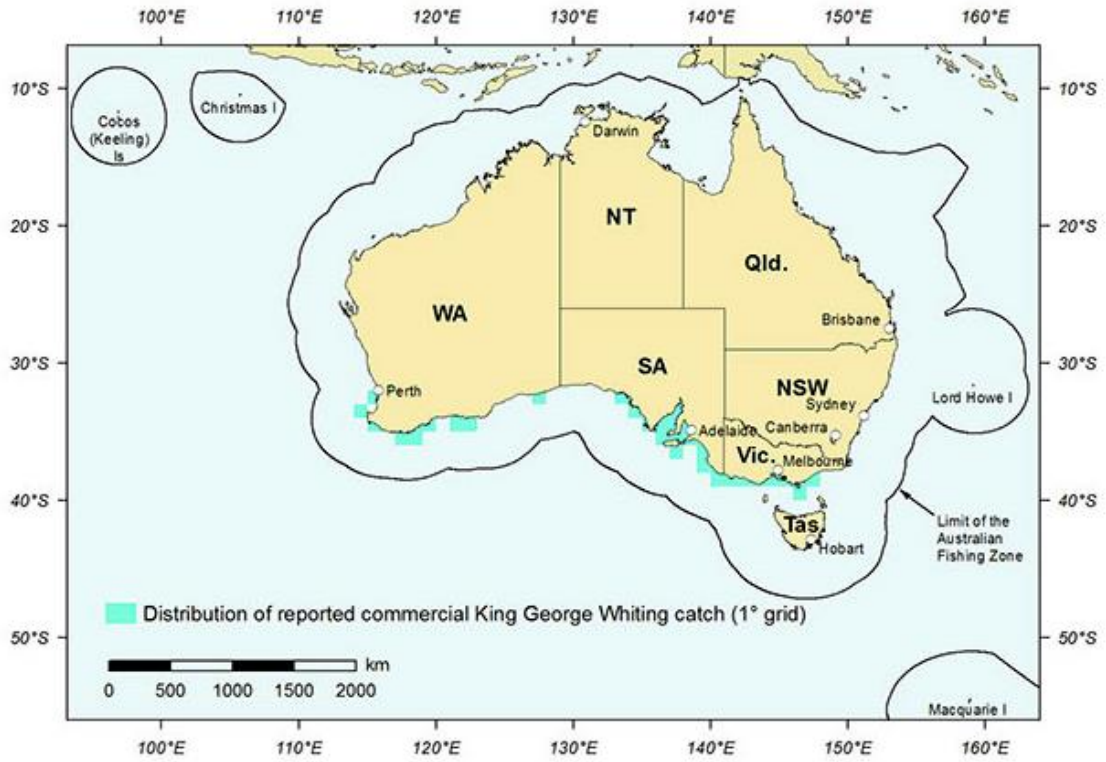 100°E 110°E 120°E 130°E 140°E 150°E 160°E
10°S 10°S
Cocos
(Keeling)
Is
Christmas I
Darwin
NT
20°S 20°S
Qld.
WA
Brisbane
30°S 30°S
SA
NSW
Perth
Lord Howe I
Sydney
Canberra
Adelaide
Vic.
Melbourne
40°S 40°S
Tas
Hobart
Limit of the
Australian
Fishing Zone
Distribution of reported commercial King George Whiting catch (1° grid)
50°S 50°S
km
0 500 1000 1500 2000
Macquarie I
100°E 110°E 120°E 130°E 140°E 150°E 160°E